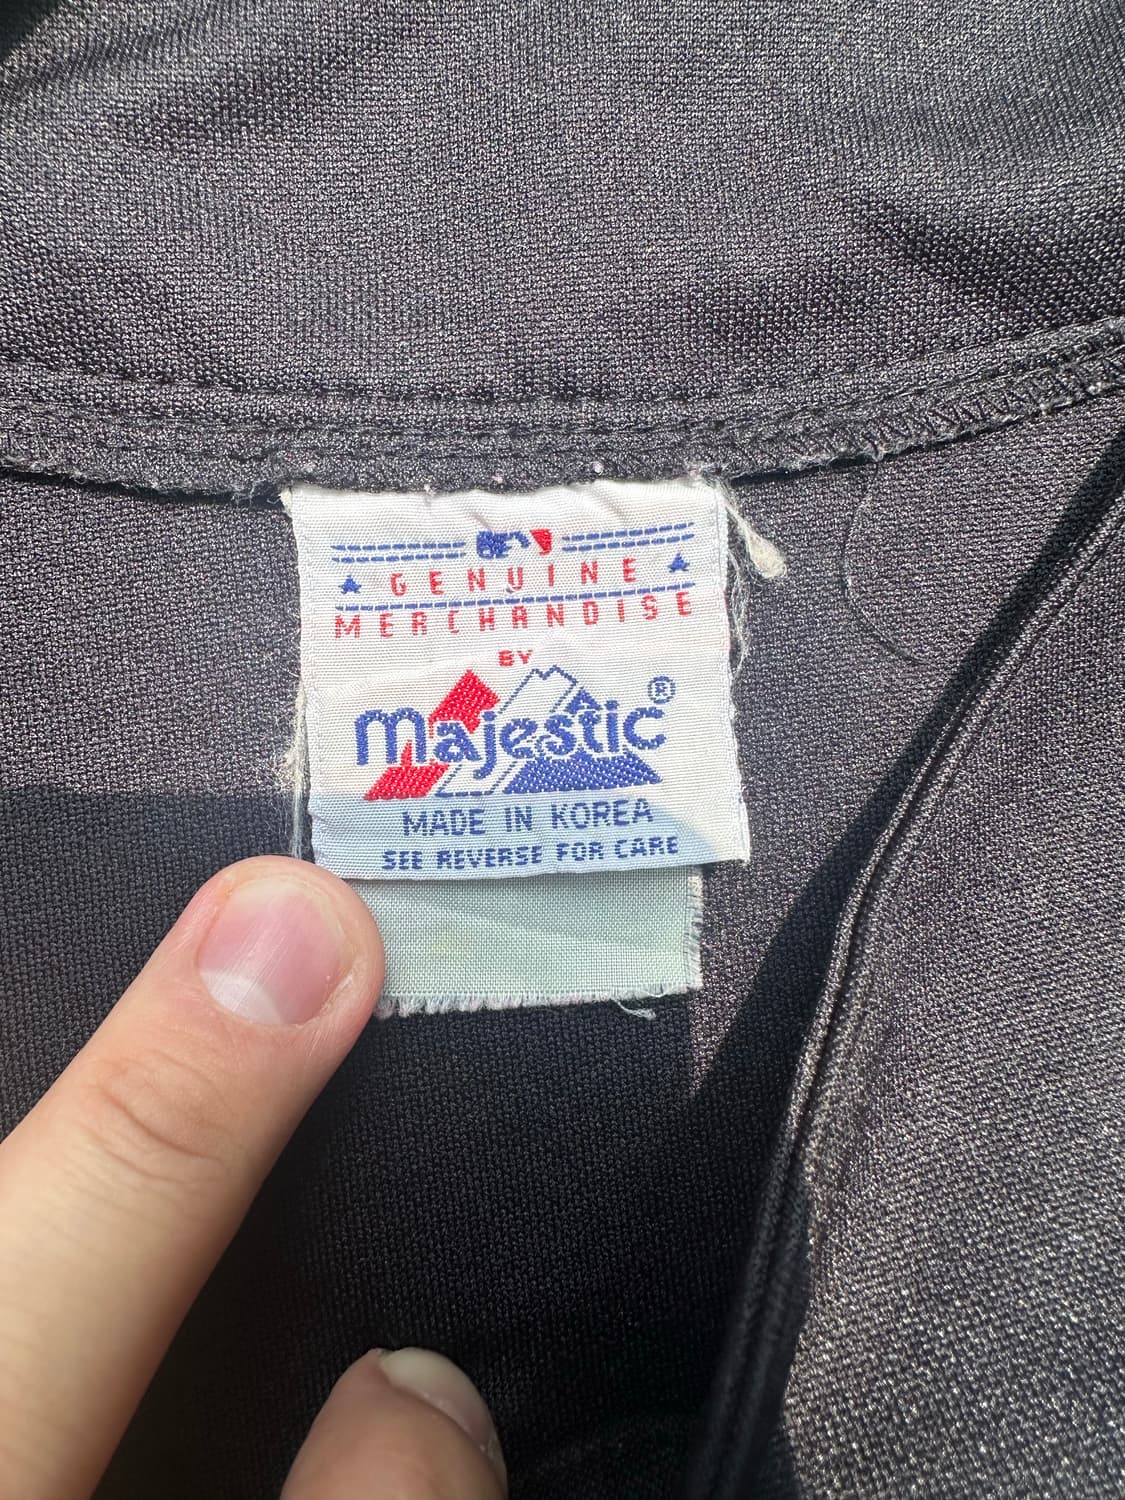 GENUINE
MERCHANDISE
BY
Majestic®
MADE IN KOREA
SEE REVERSE FOR CARE